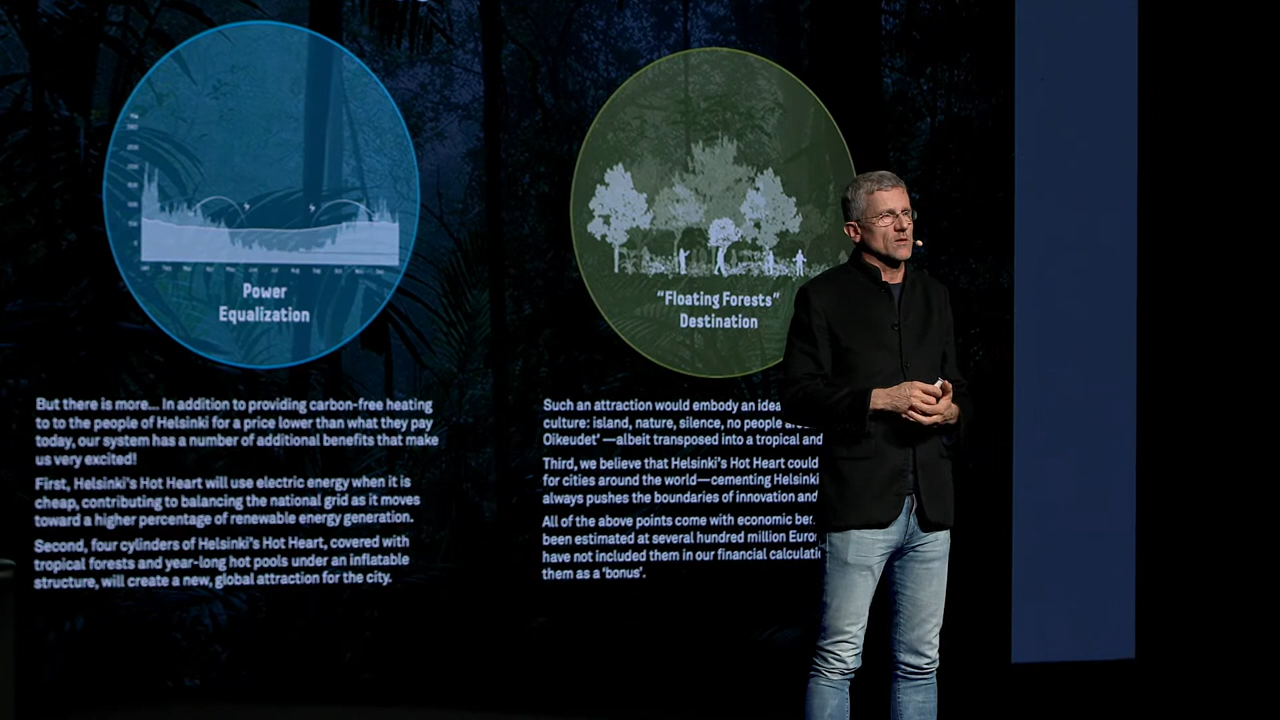 Power
Equalization
"Floating Forests"
Destination
But there is more... In addition to providing carbon-free heating
to to the people of Helsinki for a price lower than what they pay
today, our system has a number of additional benefits that make
us very excited!
First, Helsinki's Hot Heart will use electric energy when it is
cheap, contributing to balancing the national grid as it moves
toward a higher percentage of renewable energy generation.
Second, four cylinders of Helsinki's Hot Heart, covered with
tropical forests and year-long hot pools under an inflatable
structure, will create a new, global attraction for the city.
Such an attraction would embody an
culture: island, nature, silence, no people
Oikeudet' —albeit transposed into a tropical and
Third, we believe that Helsinki's Hot Heart could
for cities around the world—cementing Helsinki
always pushes the boundaries of innovation and
All of the above points come with economic
been estimated at several hundred million
have not included them in our financial
them as a 'bonus'.